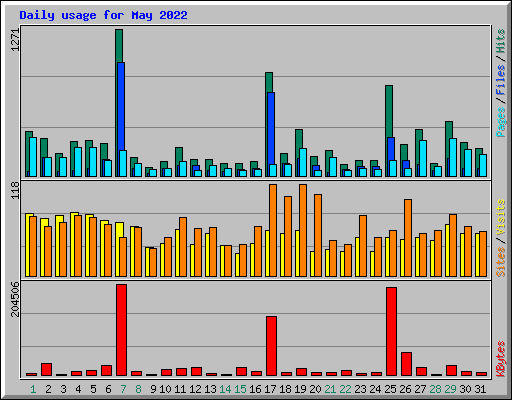 Daily usage for May 2022
1271
Pages / Files / Hits
118
Sites / Visits
204506
KBytes
1 2 3 4 5 6 7 8 9 10 11 12 13 14 15 16 17 18 19 20 21 22 23 24 25 26 27 28 29 30 31